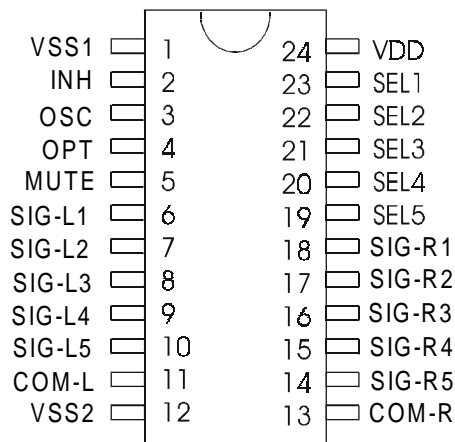 VSS1 1 24 VDD
INH 2 23 SEL1
OSC 3 22 SEL2
OPT 4 21 SEL3
MUTE 5 20 SEL4
SIG-L1 6 19 SEL5
SIG-L2 7 18 SIG-R1
SIG-L3 8 17 SIG-R2
SIG-L4 9 16 SIG-R3
SIG-L5 10 15 SIG-R4
COM-L 11 14 SIG-R5
VSS2 12 13 COM-R